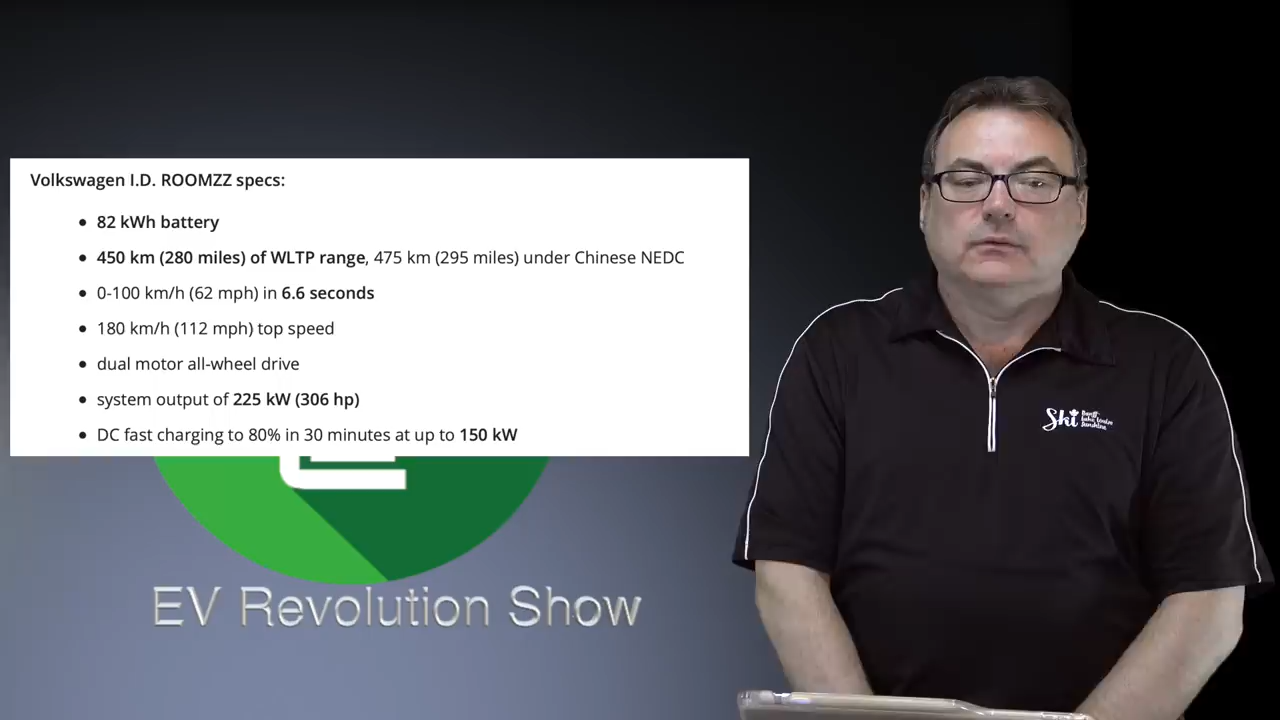 Volkswagen I.D. ROOMZZ specs:
• 82 kWh battery
• 450 km (280 miles) of WLTP range, 475 km (295 miles) under Chinese NEDC
• 0-100 km/h (62 mph) in 6.6 seconds
• 180 km/h (112 mph) top speed
• dual motor all-wheel drive
• system output of 225 kW (306 hp)
• DC fast charging to 80% in 30 minutes at up to 150 kW
EV Revolution Show
Ski